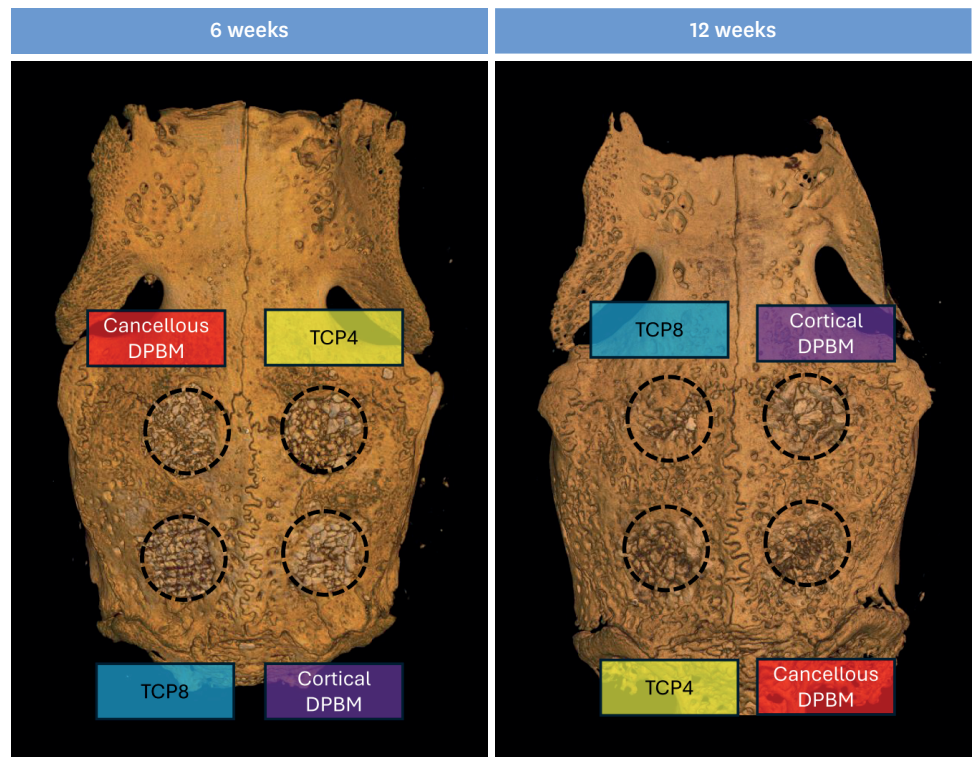 6 weeks
12 weeks
Cancellous
DPBM
TCP4
TCP8
Cortical
DPBM
TCP8
Cortical
DPBM
TCP4
Cancellous
DPBM